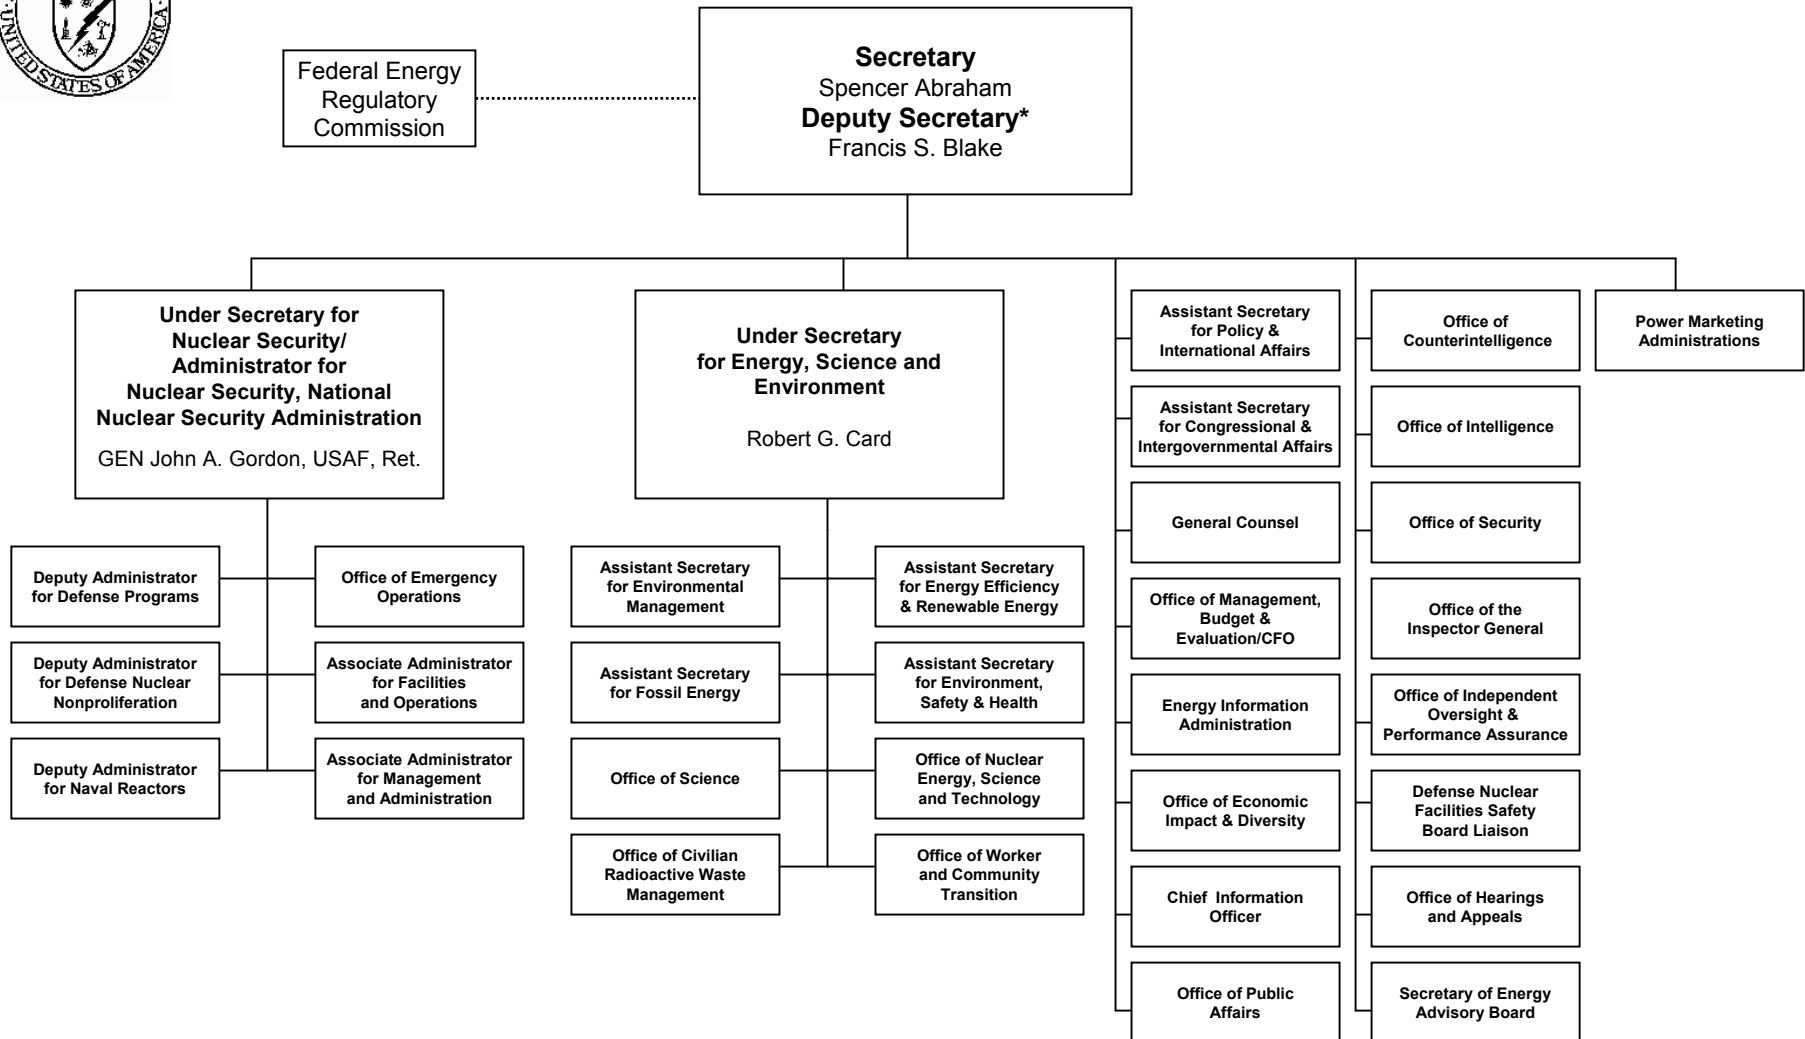 UNITED STATES OF AMERICA
Federal Energy
Regulatory
Commission
Secretary
Spencer Abraham
Deputy Secretary*
Francis S. Blake
Under Secretary for
Nuclear Security/
Administrator for
Nuclear Security, National
Nuclear Security Administration
GEN John A. Gordon, USAF, Ret.
Under Secretary
for Energy, Science and
Environment
Robert G. Card
Deputy Administrator
for Defense Programs
Office of Emergency
Operations
Deputy Administrator
for Defense Nuclear
Nonproliferation
Associate Administrator
for Facilities
and Operations
Deputy Administrator
for Naval Reactors
Associate Administrator
for Management
and Administration
Assistant Secretary
for Environmental
Management
Assistant Secretary
for Energy Efficiency
& Renewable Energy
Assistant Secretary
for Fossil Energy
Assistant Secretary
for Environment,
Safety & Health
Office of Science
Office of Nuclear
Energy, Science
and Technology
Office of Civilian
Radioactive Waste
Management
Office of Worker
and Community
Transition
Assistant Secretary
for Policy &
International Affairs
Assistant Secretary
for Congressional &
Intergovernmental Affairs
General Counsel
Office of Management,
Budget &
Evaluation/CFO
Energy Information
Administration
Office of Economic
Impact & Diversity
Chief Information
Officer
Office of Public
Affairs
Office of
Counterintelligence
Office of Intelligence
Office of Security
Office of the
Inspector General
Office of Independent
Oversight &
Performance Assurance
Defense Nuclear
Facilities Safety
Board Liaison
Office of Hearings
and Appeals
Secretary of Energy
Advisory Board
Power Marketing
Administrations